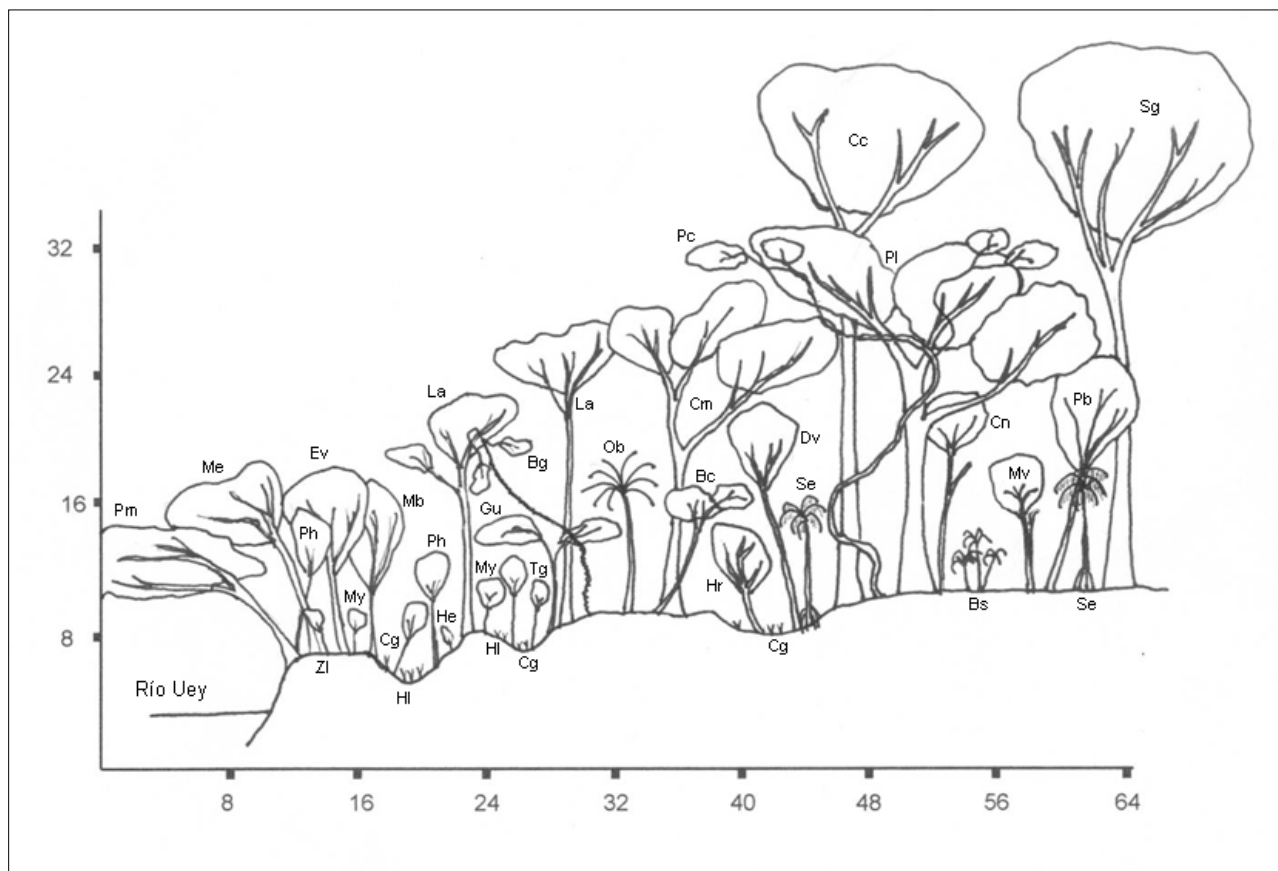 Sg
Cc
Pc
Pl
32
24
La
La
Cm
Pb
Cn
Dv
Ob
Bg
Ev
Me
Bc
Se
Mv
Mb
16
Pm
Gu
Ph
Ph
My
Tg
Hr
My
He
Cg
Hl
Cg
Cg
Bs
Se
8
Zl
Hl
Río Uey
8
16
24
32
40
48
56
64